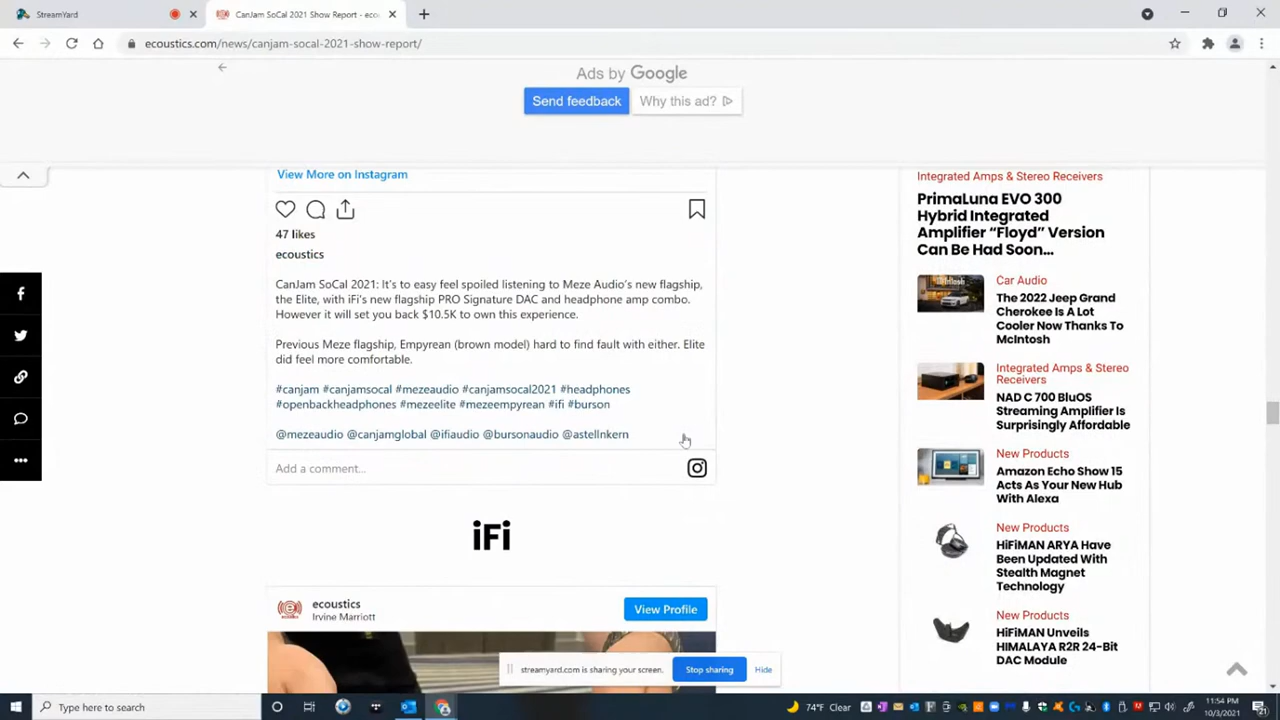 StreamYard
CanJam SoCal 2021 Show Report - eco
ecoustics.com/news/canjam-socal-2021-show-report/
Ads by Google
Send feedback
Why this ad?
View More on Instagram
47 likes
ecoustics
CanJam SoCal 2021: It's to easy feel spoiled listening to Meze Audio's new flagship,
the Elite, with iFi's new flagship PRO Signature DAC and headphone amp combo.
However it will set you back $10.5K to own this experience.
Previous Meze flagship, Empyrean (brown model) hard to find fault with either. Elite
did feel more comfortable.
#canjam #canjamsocal #mezeaudio #canjamsocal2021 #headphones
#openbackheadphones #mezeelite #mezeempyrean #ifi #burson
@mezeaudio @canjamglobal @ifiaudio @bursonaudio @astellnkern
Add a comment...
iFi
ecoustics
Irvine Marriott
View Profile
Integrated Amps & Stereo Receivers
PrimaLuna EVO 300
Hybrid Integrated
Amplifier “Floyd” Version
Can Be Had Soon...
Car Audio
The 2022 Jeep Grand
Cherokee Is A Lot
Cooler Now Thanks To
McIntosh
Integrated Amps & Stereo
Receivers
NAD C 700 BluOS
Streaming Amplifier Is
Surprisingly Affordable
New Products
Amazon Echo Show 15
Acts As Your New Hub
With Alexa
New Products
HiFiMAN ARYA Have
Been Updated With
Stealth Magnet
Technology
New Products
HiFiMAN Unveils
HIMALAYA R2R 24-Bit
DAC Module
streamyard.com is sharing your screen.
Stop sharing
Hide
Type here to search
74°F Clear
11:54 PM
10/3/2021